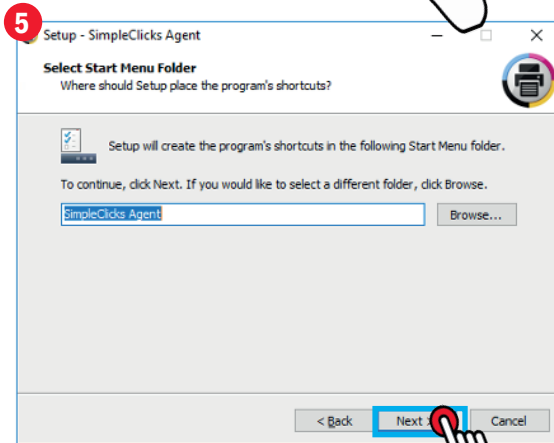 5
Setup - SimpleClicks Agent
Select Start Menu Folder
Where should Setup place the program's shortcuts?
Setup will create the program's shortcuts in the following Start Menu folder.
To continue, click Next. If you would like to select a different folder, click Browse.
SimpleClicks Agent
Browse...
< Back
Next >
Cancel